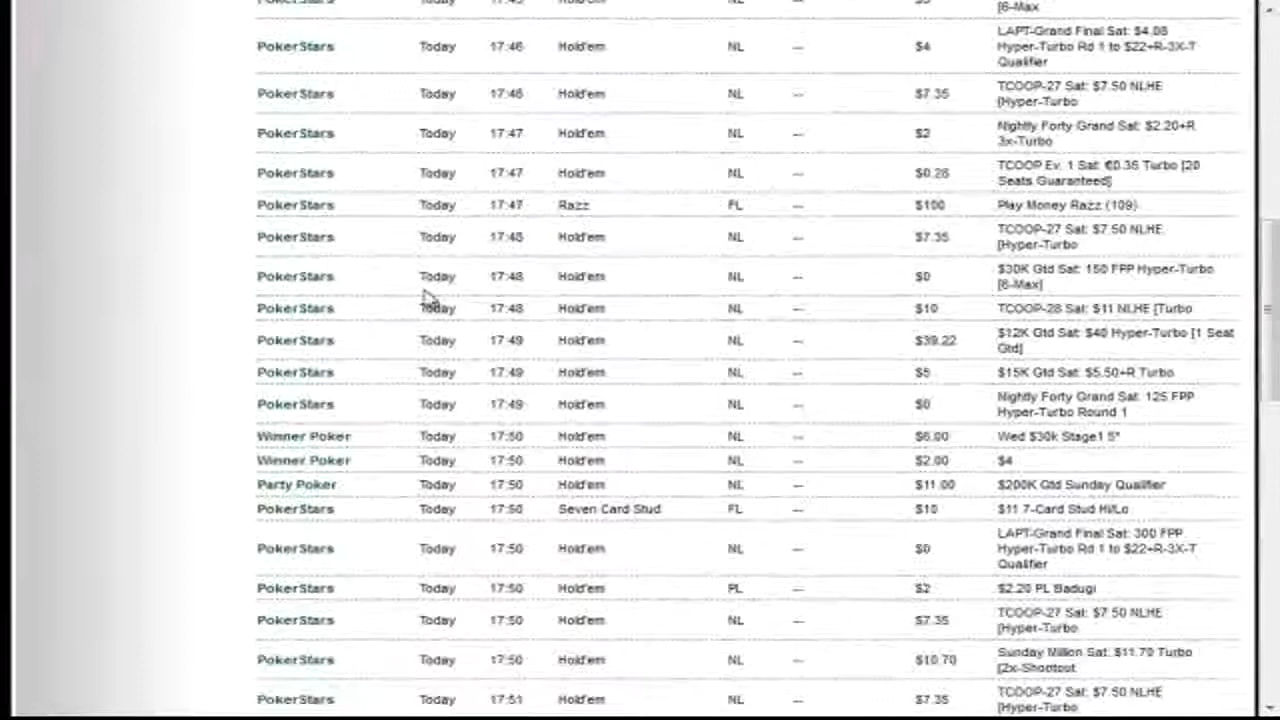 [6-Max
PokerStars Today 17:46 Hold'em NL -- $4 LAPT-Grand Final Sat: $4.08
Hyper-Turbo Rd 1 to $22+R-3X-T
Qualifier
PokerStars Today 17:46 Hold'em NL -- $7.35 TCOOP-27 Sat: $7.50 NLHE
[Hyper-Turbo
PokerStars Today 17:47 Hold'em NL -- $2 Nightly Forty Grand Sat: $2.20+R
3x-Turbo
PokerStars Today 17:47 Hold'em NL -- $0.28 TCOOP Ev. 1 Sat: €0.35 Turbo [20
Seats Guaranteed]
PokerStars Today 17:47 Razz FL -- $100 Play Money Razz (109)
PokerStars Today 17:48 Hold'em NL -- $7.35 TCOOP-27 Sat: $7.50 NLHE
[Hyper-Turbo
PokerStars Today 17:48 Hold'em NL -- $0 $30K Gtd Sat: 150 FPP Hyper-Turbo
[6-Max]
PokerStars Today 17:48 Hold'em NL -- $10 TCOOP-28 Sat: $11 NLHE [Turbo
PokerStars Today 17:49 Hold'em NL -- $39.22 $12K Gtd Sat: $40 Hyper-Turbo [1 Seat
Gtd]
PokerStars Today 17:49 Hold'em NL -- $5 $15K Gtd Sat: $5.50+R Turbo
PokerStars Today 17:49 Hold'em NL -- $0 Nightly Forty Grand Sat: 125 FPP
Hyper-Turbo Round 1
Winner Poker Today 17:50 Hold'em NL -- $6.00 Wed $30k Stage1 5*
Winner Poker Today 17:50 Hold'em NL -- $2.00 $4
Party Poker Today 17:50 Hold'em NL -- $11.00 $200K Gtd Sunday Qualifier
PokerStars Today 17:50 Seven Card Stud FL -- $10 $11 7-Card Stud Hi/Lo
PokerStars Today 17:50 Hold'em NL -- $0 LAPT-Grand Final Sat: 300 FPP
Hyper-Turbo Rd 1 to $22+R-3X-T
Qualifier
PokerStars Today 17:50 Hold'em PL -- $2 $2.20 PL Badugi
PokerStars Today 17:50 Hold'em NL -- $7.35 TCOOP-27 Sat: $7.50 NLHE
[Hyper-Turbo
PokerStars Today 17:50 Hold'em NL -- $10.70 Sunday Million Sat: $11.70 Turbo
[2x-Shootout
PokerStars Today 17:51 Hold'em NL -- $7.35 TCOOP-27 Sat: $7.50 NLHE
[Hyper-Turbo